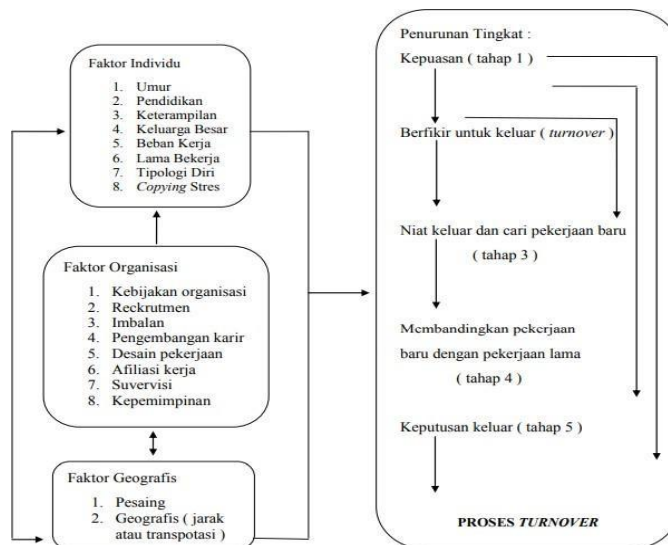 Faktor Individu
1. Umur
2. Pendidikan
3. Keterampilan
4. Keluarga Besar
5. Beban Kerja
6. Lama Bekerja
7. Tipologi Diri
8. Copying Stres
Faktor Organisasi
1. Kebijakan organisasi
2. Reckrutmen
3. Imbalan
4. Pengembangan karir
5. Desain pekerjaan
6. Afiliasi kerja
7. Suvervisi
8. Kepemimpinan
Faktor Geografis
1. Pesaing
2. Geografis ( jarak
atau transpotasi )
Penurunan Tingkat :
Kepuasan ( tahap 1 )
Berfikir untuk keluar ( turnover )
Niat keluar dan cari pekerjaan baru
( tahap 3 )
Membandingkan pekerjaan
baru dengan pekerjaan lama
( tahap 4 )
Keputusan keluar ( tahap 5 )
PROSES TURNOVER